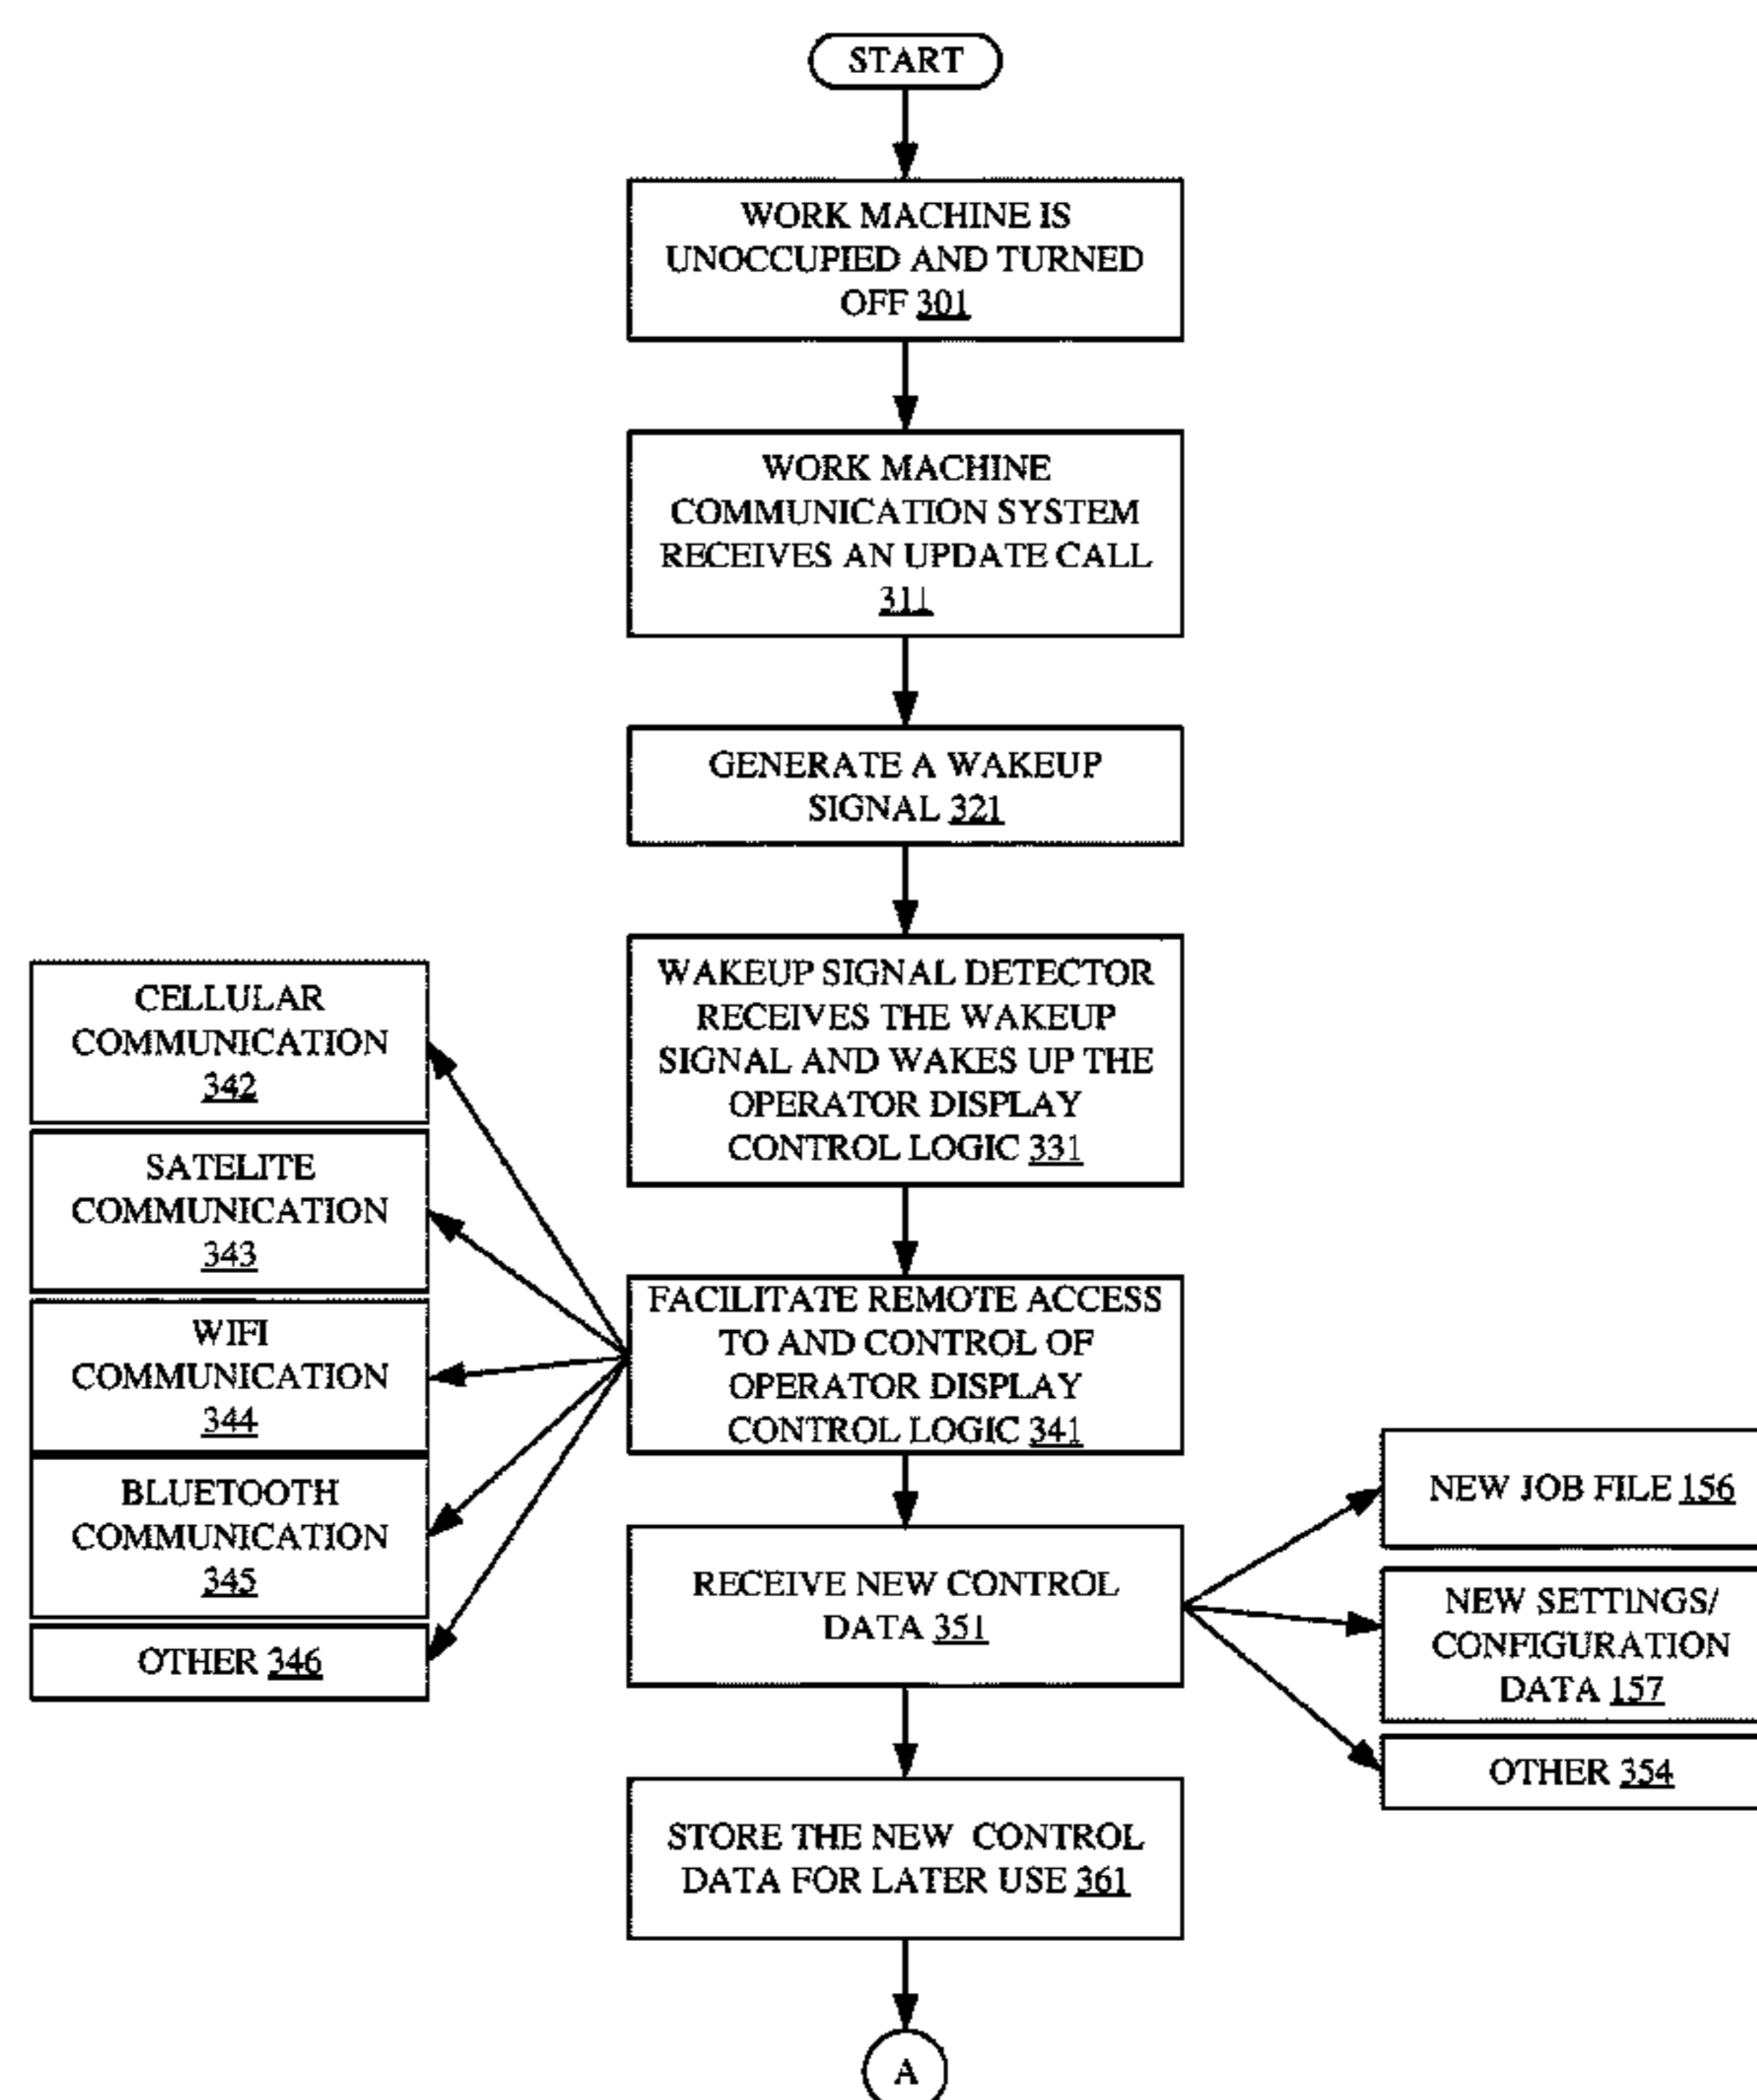 START
WORK MACHINE IS
UNOCCUPIED AND TURNED
OFF 301
WORK MACHINE
COMMUNICATION SYSTEM
RECEIVES AN UPDATE CALL
311
GENERATE A WAKEUP
SIGNAL 321
WAKEUP SIGNAL DETECTOR
RECEIVES THE WAKEUP
SIGNAL AND WAKES UP THE
OPERATOR DISPLAY
CONTROL LOGIC 331
CELLULAR
COMMUNICATION
342
SATELITE
COMMUNICATION
343
WIFI
COMMUNICATION
344
BLUETOOTH
COMMUNICATION
345
OTHER 346
FACILITATE REMOTE ACCESS
TO AND CONTROL OF
OPERATOR DISPLAY
CONTROL LOGIC 341
RECEIVE NEW CONTROL
DATA 351
NEW JOB FILE 156
NEW SETTINGS/
CONFIGURATION
DATA 157
OTHER 354
STORE THE NEW CONTROL
DATA FOR LATER USE 361
A